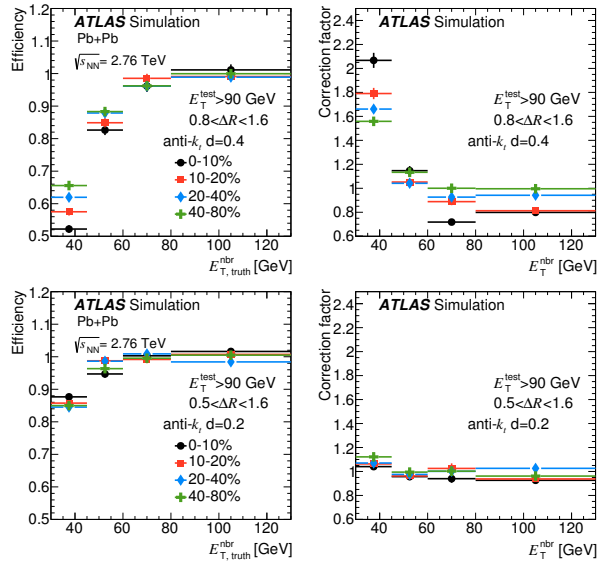 ATLAS Simulation
Pb+Pb
√sNN = 2.76 TeV
E_T^test>90 GeV
0.8<ΔR<1.6
anti-k_t d=0.4
0-10%
10-20%
20-40%
40-80%
Efficiency
1.2
1.1
1
0.9
0.8
0.7
0.6
0.5
40 60 80 100 120
E_T, truth^nbr [GeV]
ATLAS Simulation
E_T^test>90 GeV
0.8<ΔR<1.6
anti-k_t d=0.4
Correction factor
2.4
2.2
2
1.8
1.6
1.4
1.2
1
0.8
0.6
40 60 80 100 120
E_T^nbr [GeV]
ATLAS Simulation
Pb+Pb
√sNN = 2.76 TeV
E_T^test>90 GeV
0.5<ΔR<1.6
anti-k_t d=0.2
0-10%
10-20%
20-40%
40-80%
Efficiency
1.2
1.1
1
0.9
0.8
0.7
0.6
0.5
40 60 80 100 120
E_T, truth^nbr [GeV]
ATLAS Simulation
E_T^test>90 GeV
0.5<ΔR<1.6
anti-k_t d=0.2
Correction factor
2.4
2.2
2
1.8
1.6
1.4
1.2
1
0.8
0.6
40 60 80 100 120
E_T^nbr [GeV]